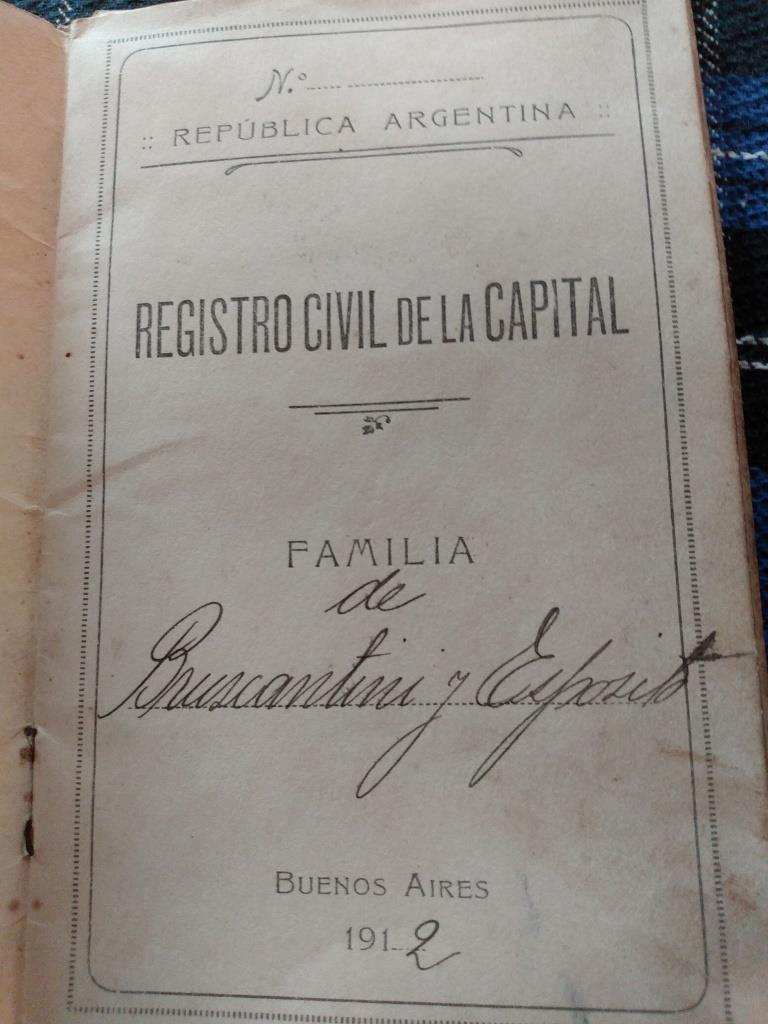 N.º
REPÚBLICA ARGENTINA
REGISTRO CIVIL DE LA CAPITAL
FAMILIA
de
Bruscantini y Esposito
BUENOS AIRES
1912